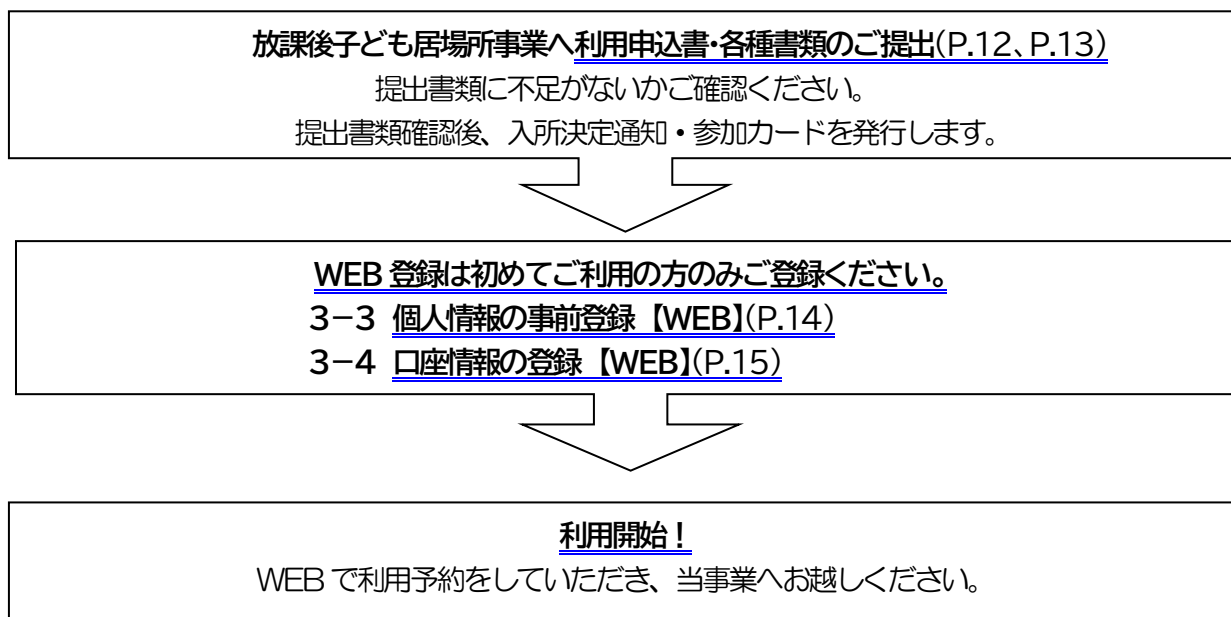 放課後子ども居場所事業へ利用申込書・各種書類のご提出(P.12、P.13)
提出書類に不足がないかご確認ください。
提出書類確認後、入所決定通知・参加カードを発行します。
WEB 登録は初めてご利用の方のみご登録ください。
3－3 個人情報の事前登録【WEB】(P.14)
3－4 口座情報の登録【WEB】(P.15)
利用開始！
WEB で利用予約をしていただき、当事業へお越しください。